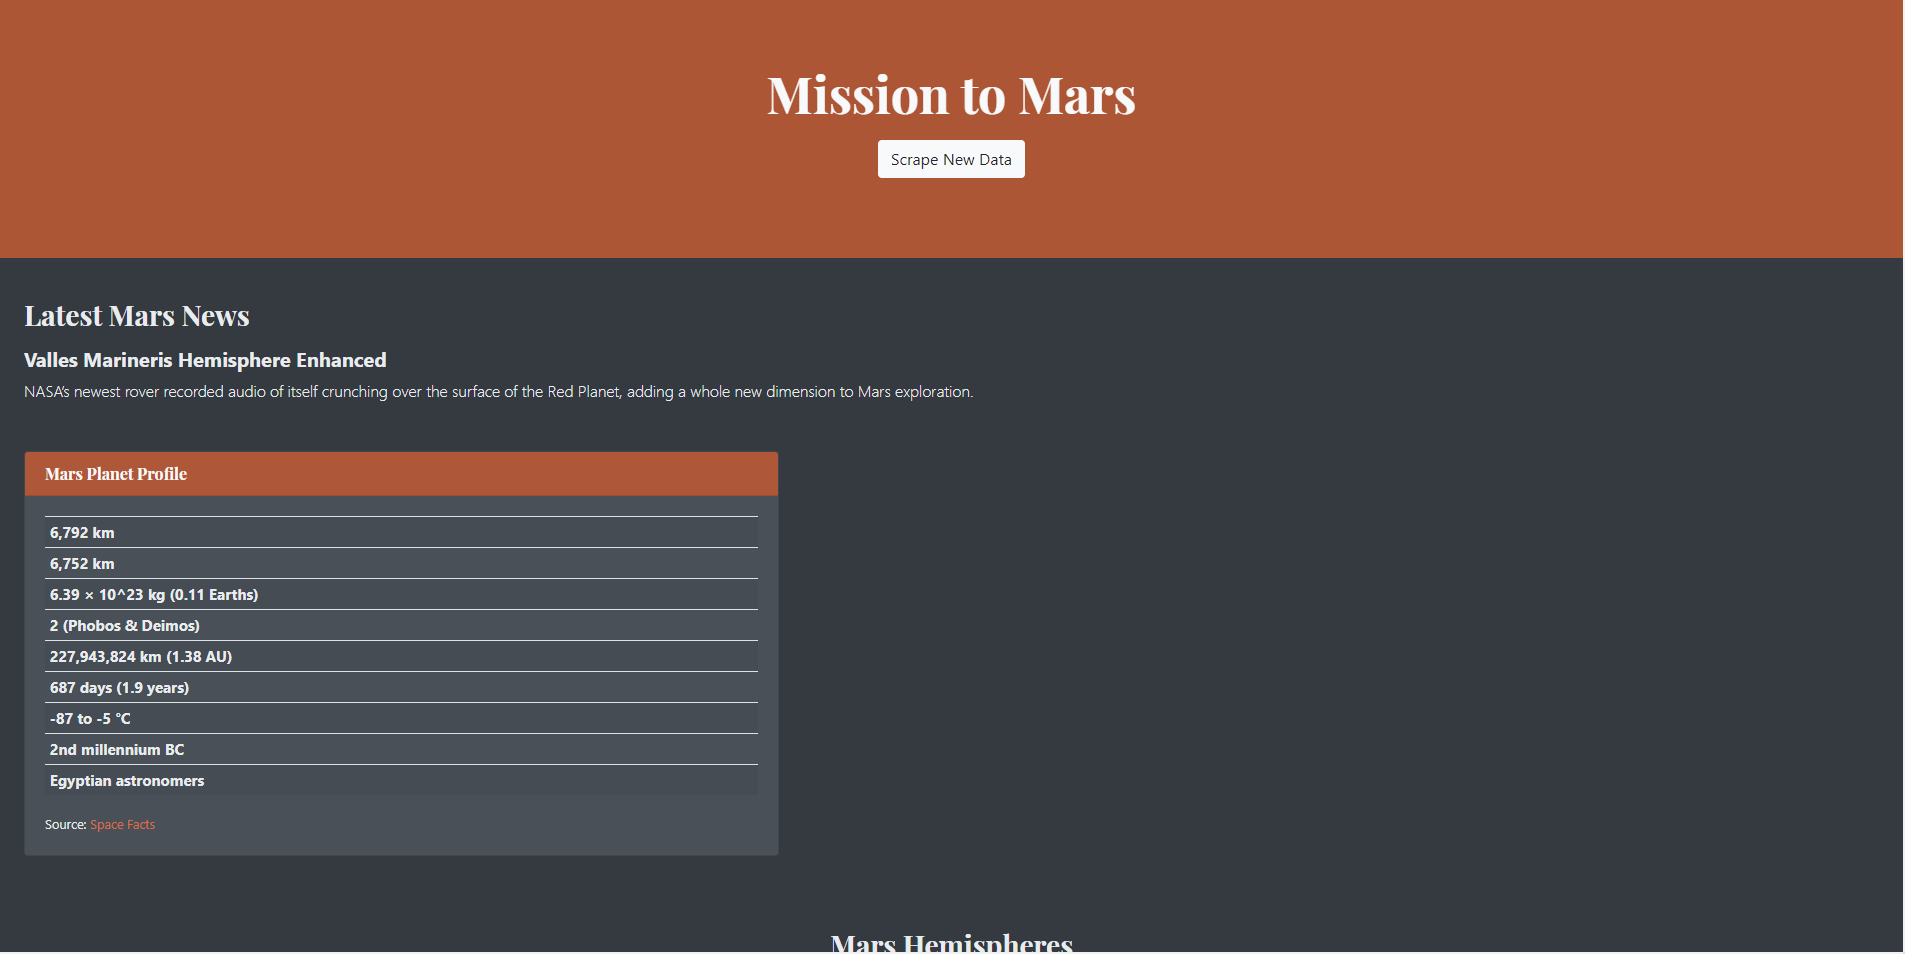 Mission to Mars
Scrape New Data
Latest Mars News
Valles Marineris Hemisphere Enhanced
NASA's newest rover recorded audio of itself crunching over the surface of the Red Planet, adding a whole new dimension to Mars exploration.
Mars Planet Profile
6,792 km
6,752 km
6.39 × 10^23 kg (0.11 Earths)
2 (Phobos & Deimos)
227,943,824 km (1.38 AU)
687 days (1.9 years)
-87 to -5 °C
2nd millennium BC
Egyptian astronomers
Source: Space Facts
Mars Hemispheres